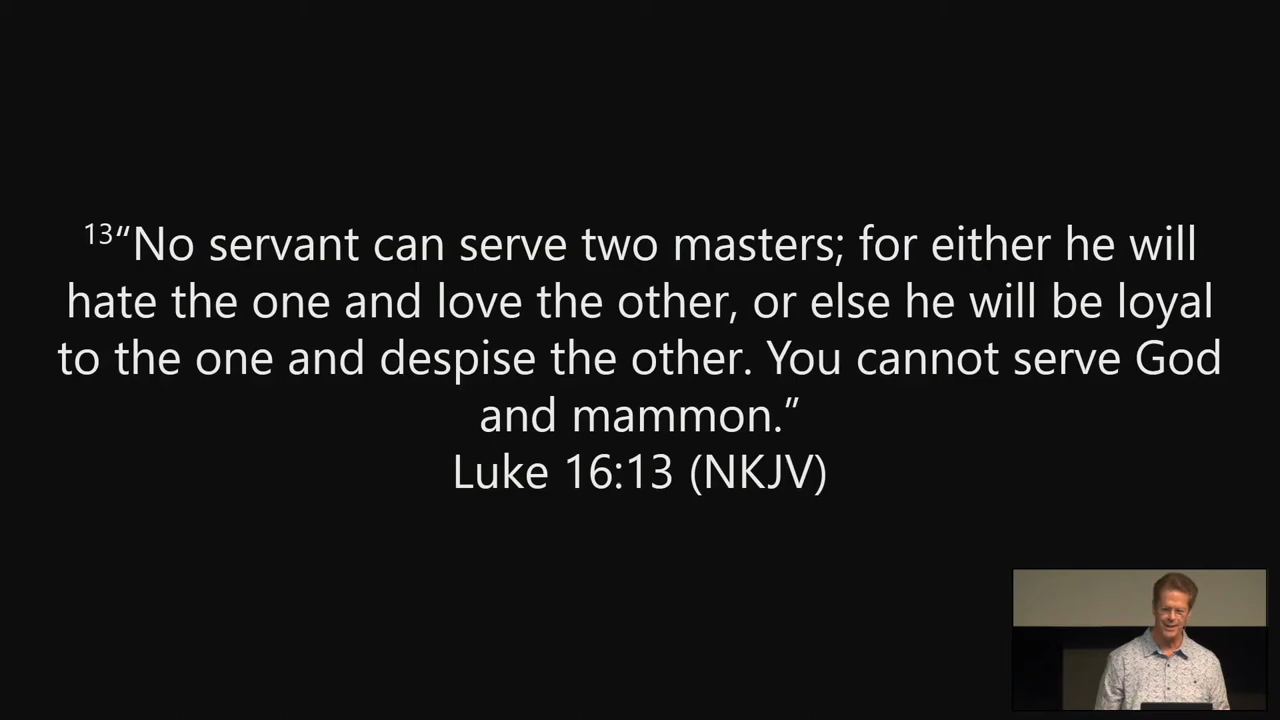 13“No servant can serve two masters; for either he will
hate the one and love the other, or else he will be loyal
to the one and despise the other. You cannot serve God
and mammon.”
Luke 16:13 (NKJV)